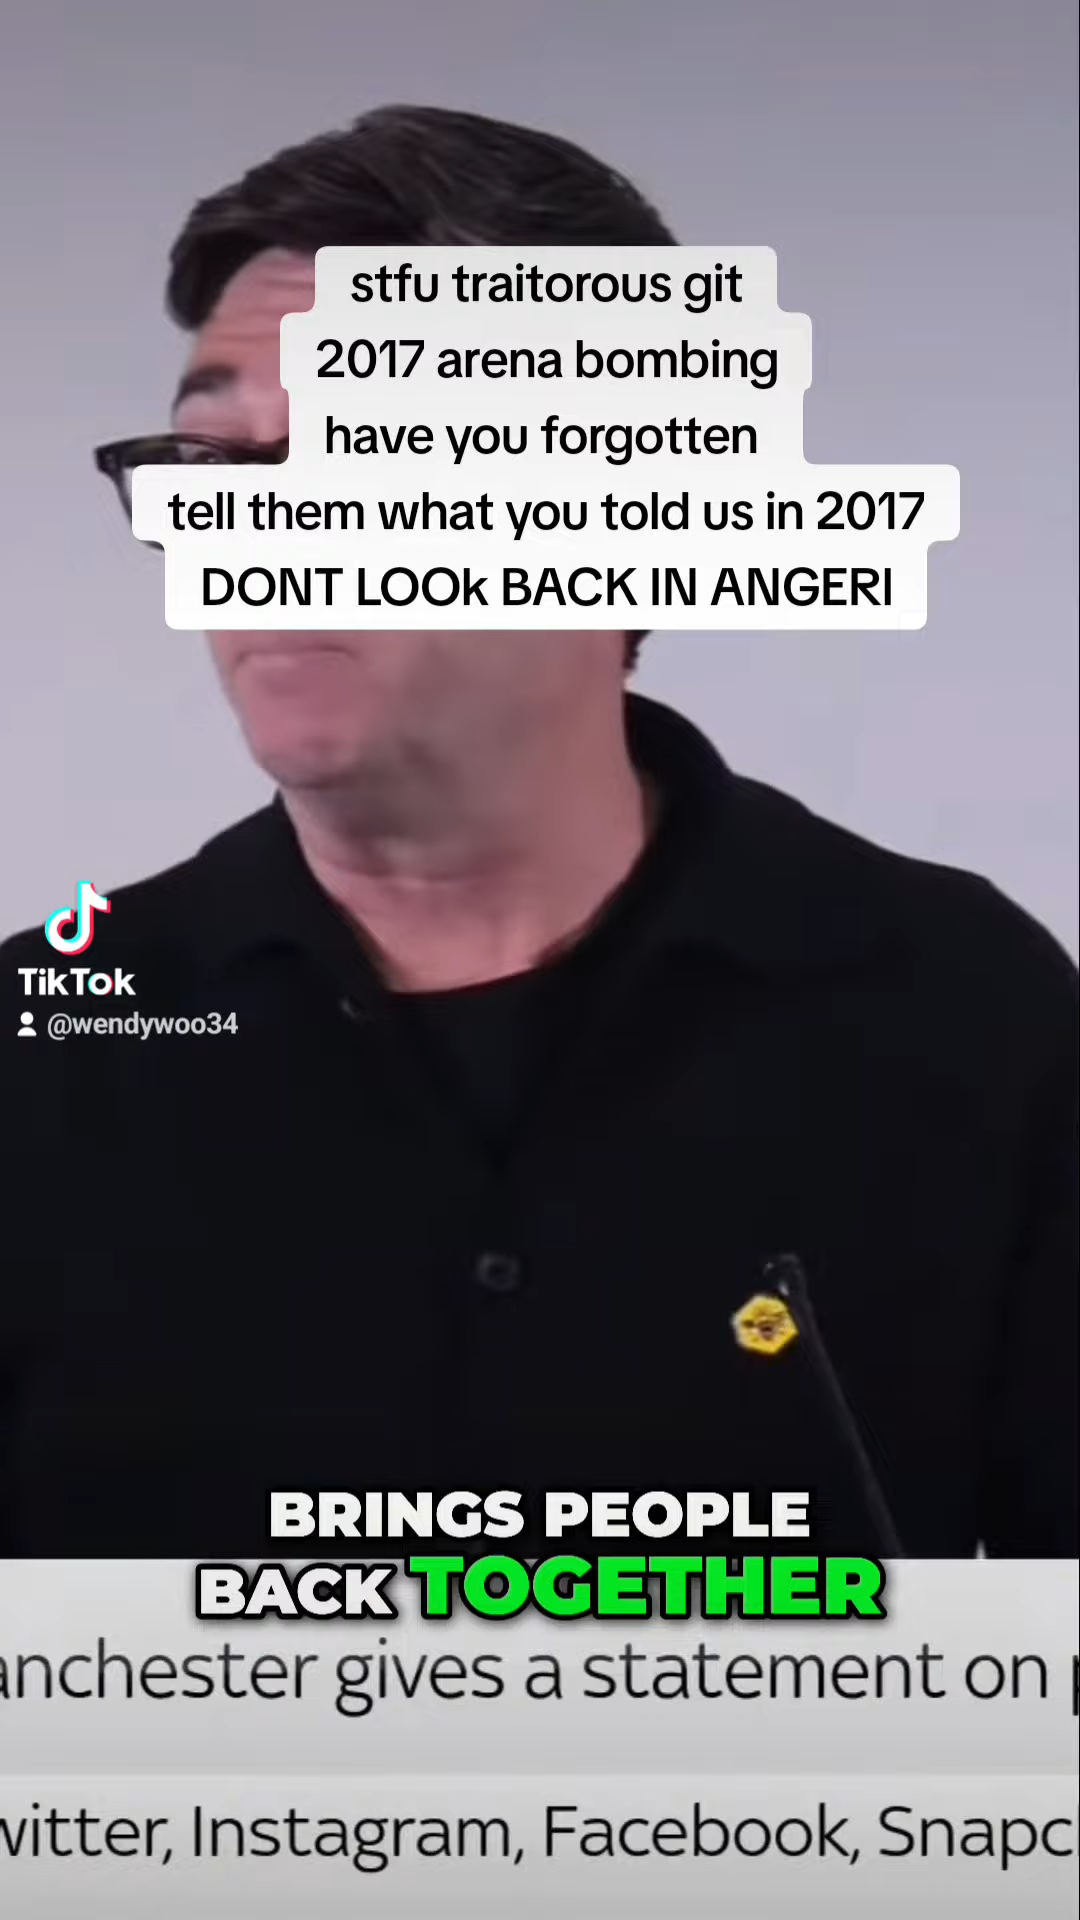 stfu traitorous git
2017 arena bombing
have you forgotten
tell them what you told us in 2017
DONT LOOk BACK IN ANGERI
TikTok
@wendywoo34
BRINGS PEOPLE
BACK TOGETHER
anchester gives a statement on p
witter, Instagram, Facebook, Snapc